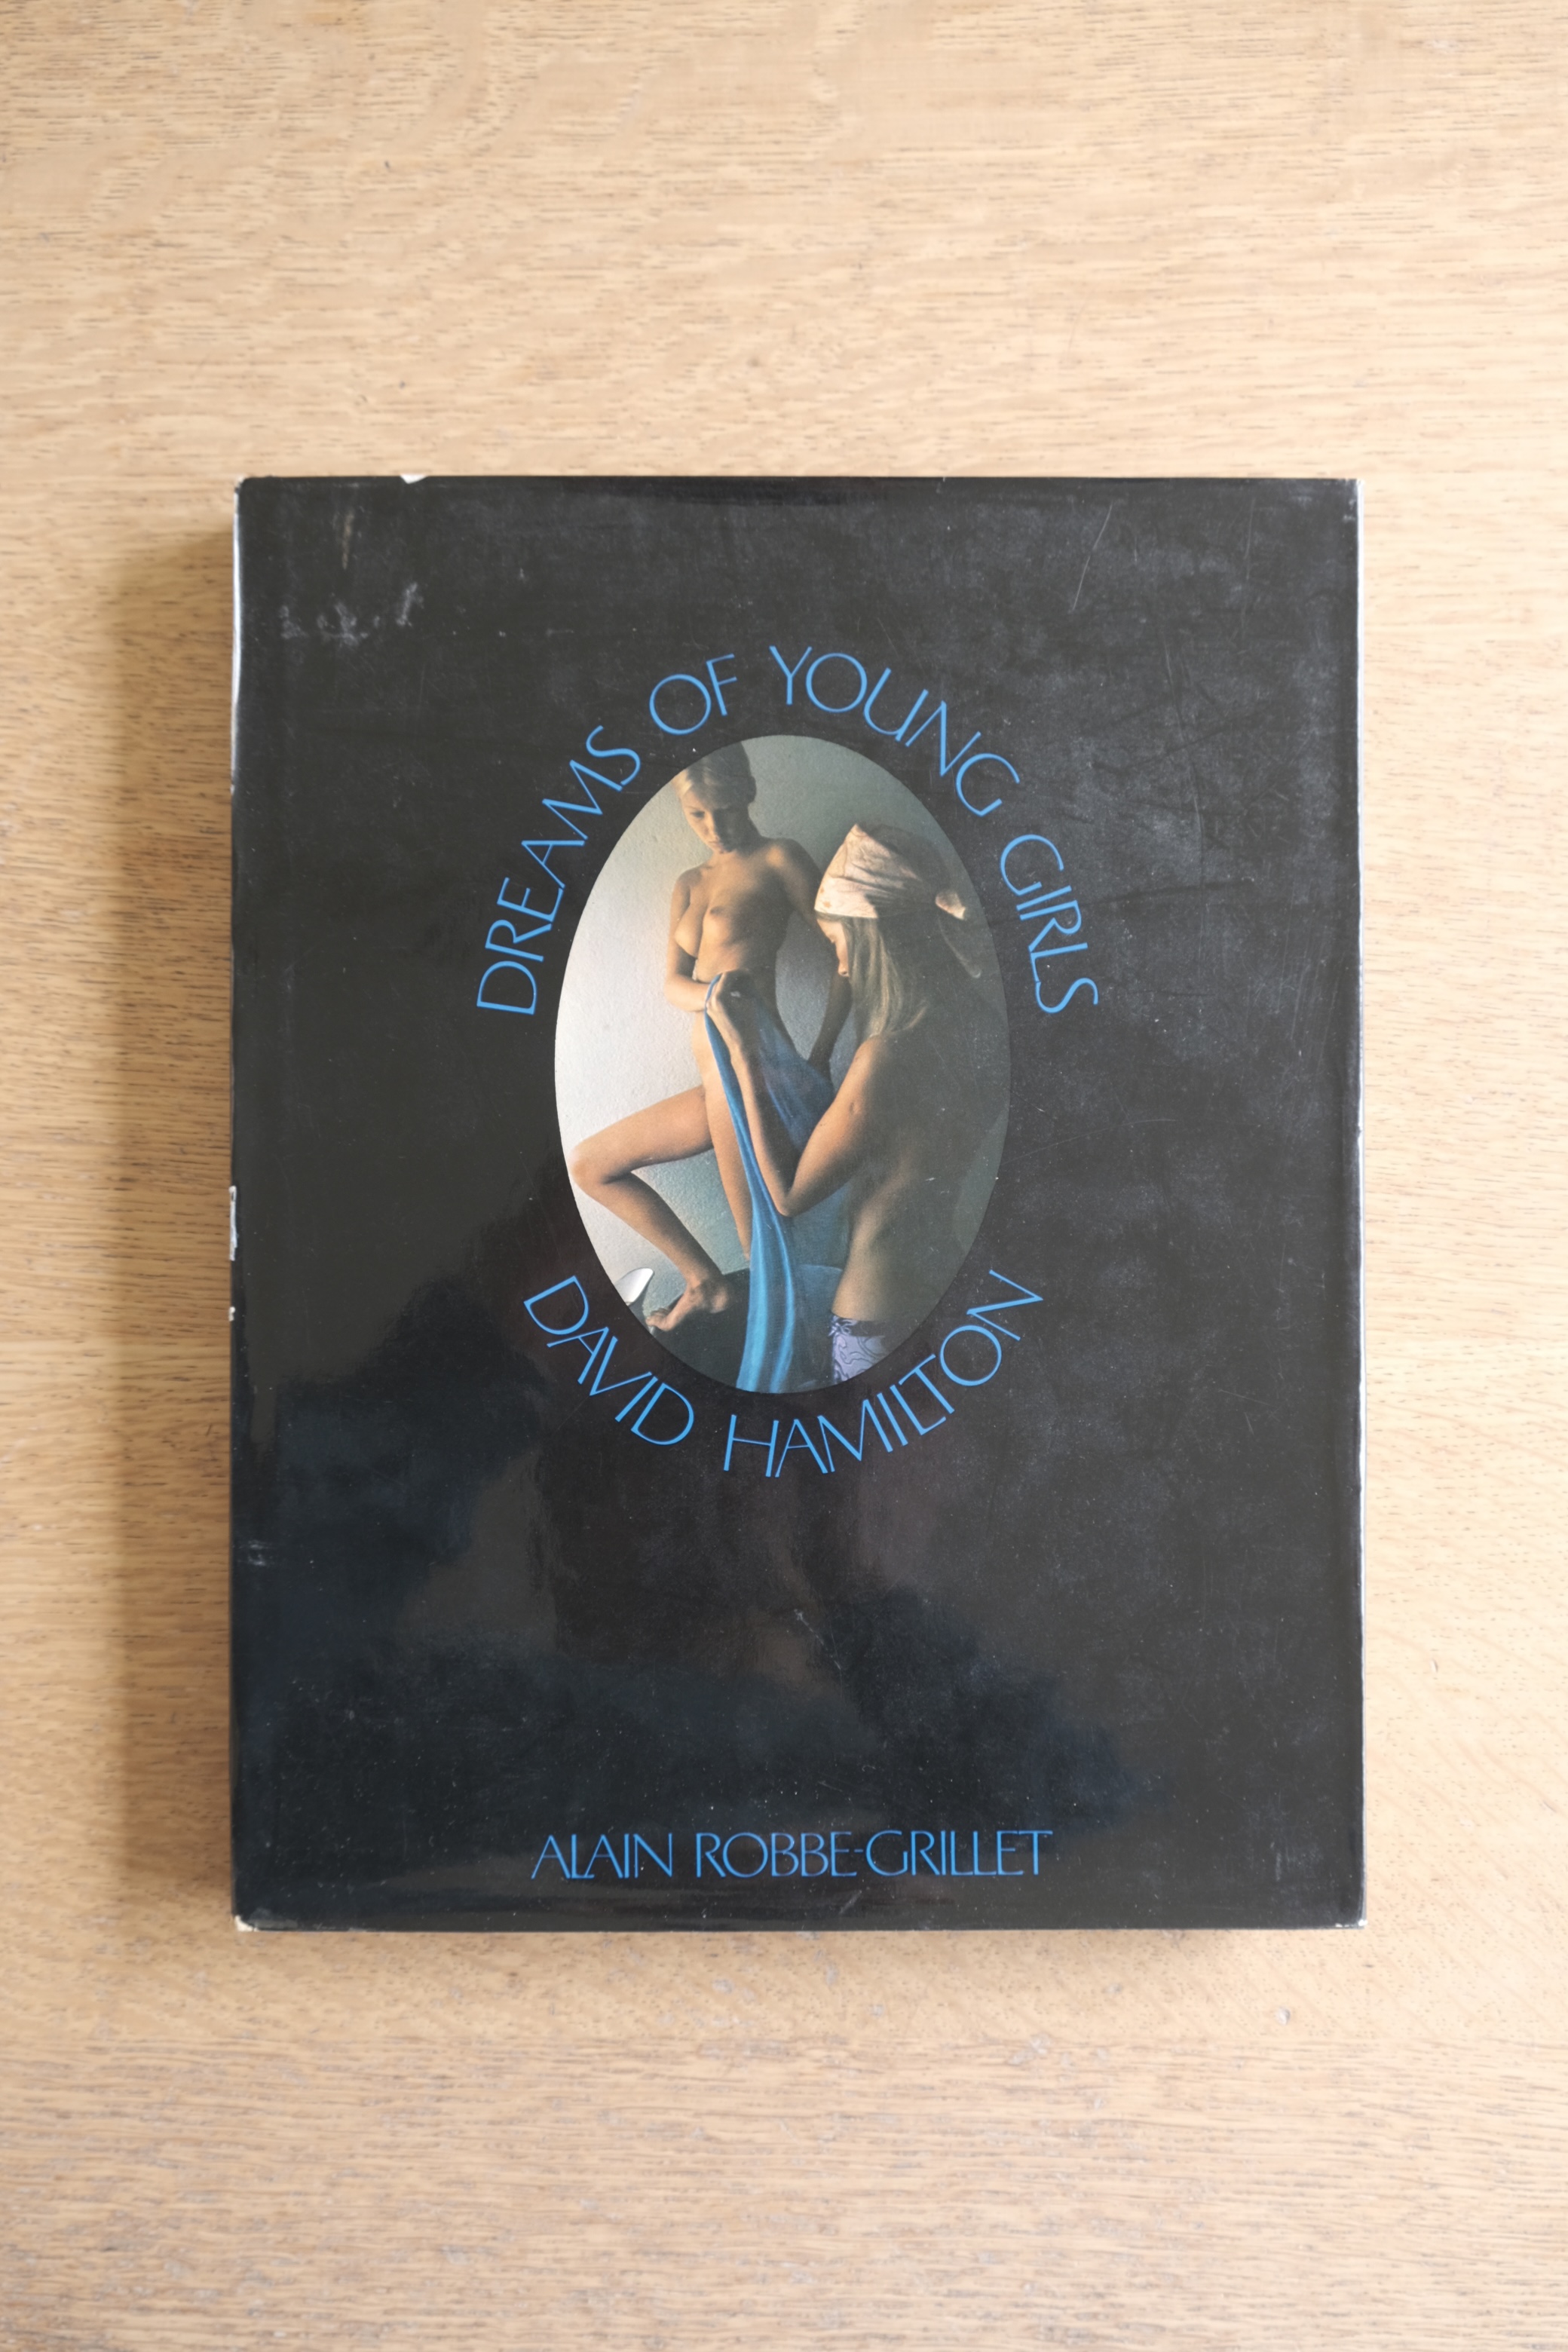 DREAMS OF YOUNG GIRLS
DAVID HAMILTON
ALAIN ROBBE-GRILLET